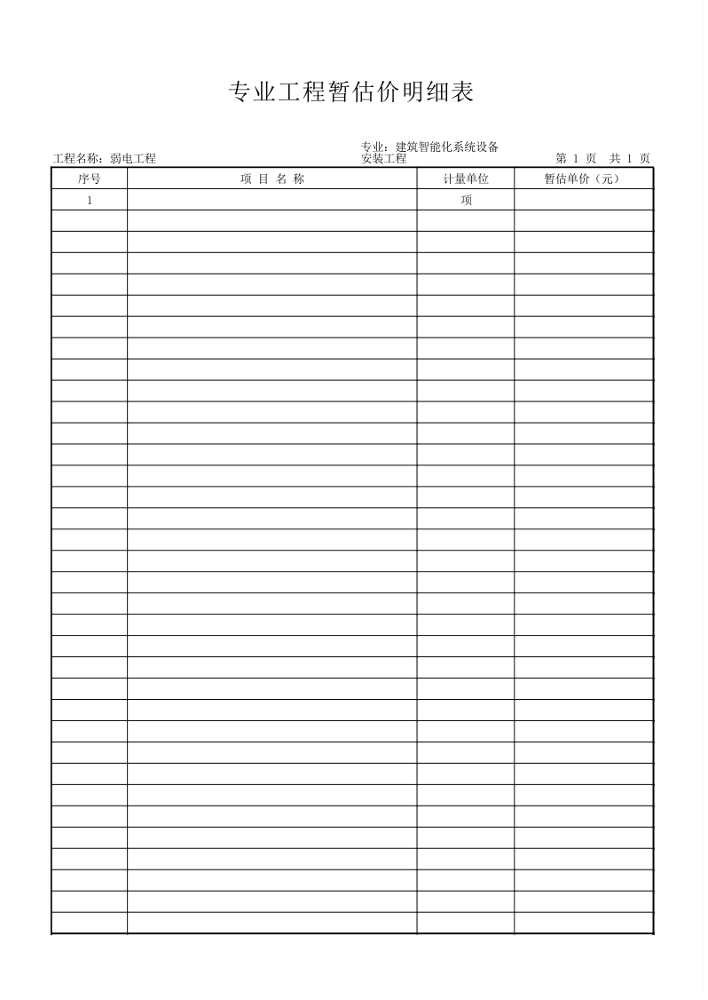 专业工程暂估价明细表
专业：建筑智能化系统设备
工程名称：弱电工程 安装工程 第 1 页 共 1 页
序号 项 目 名 称 计量单位 暂估单价（元）
1 项